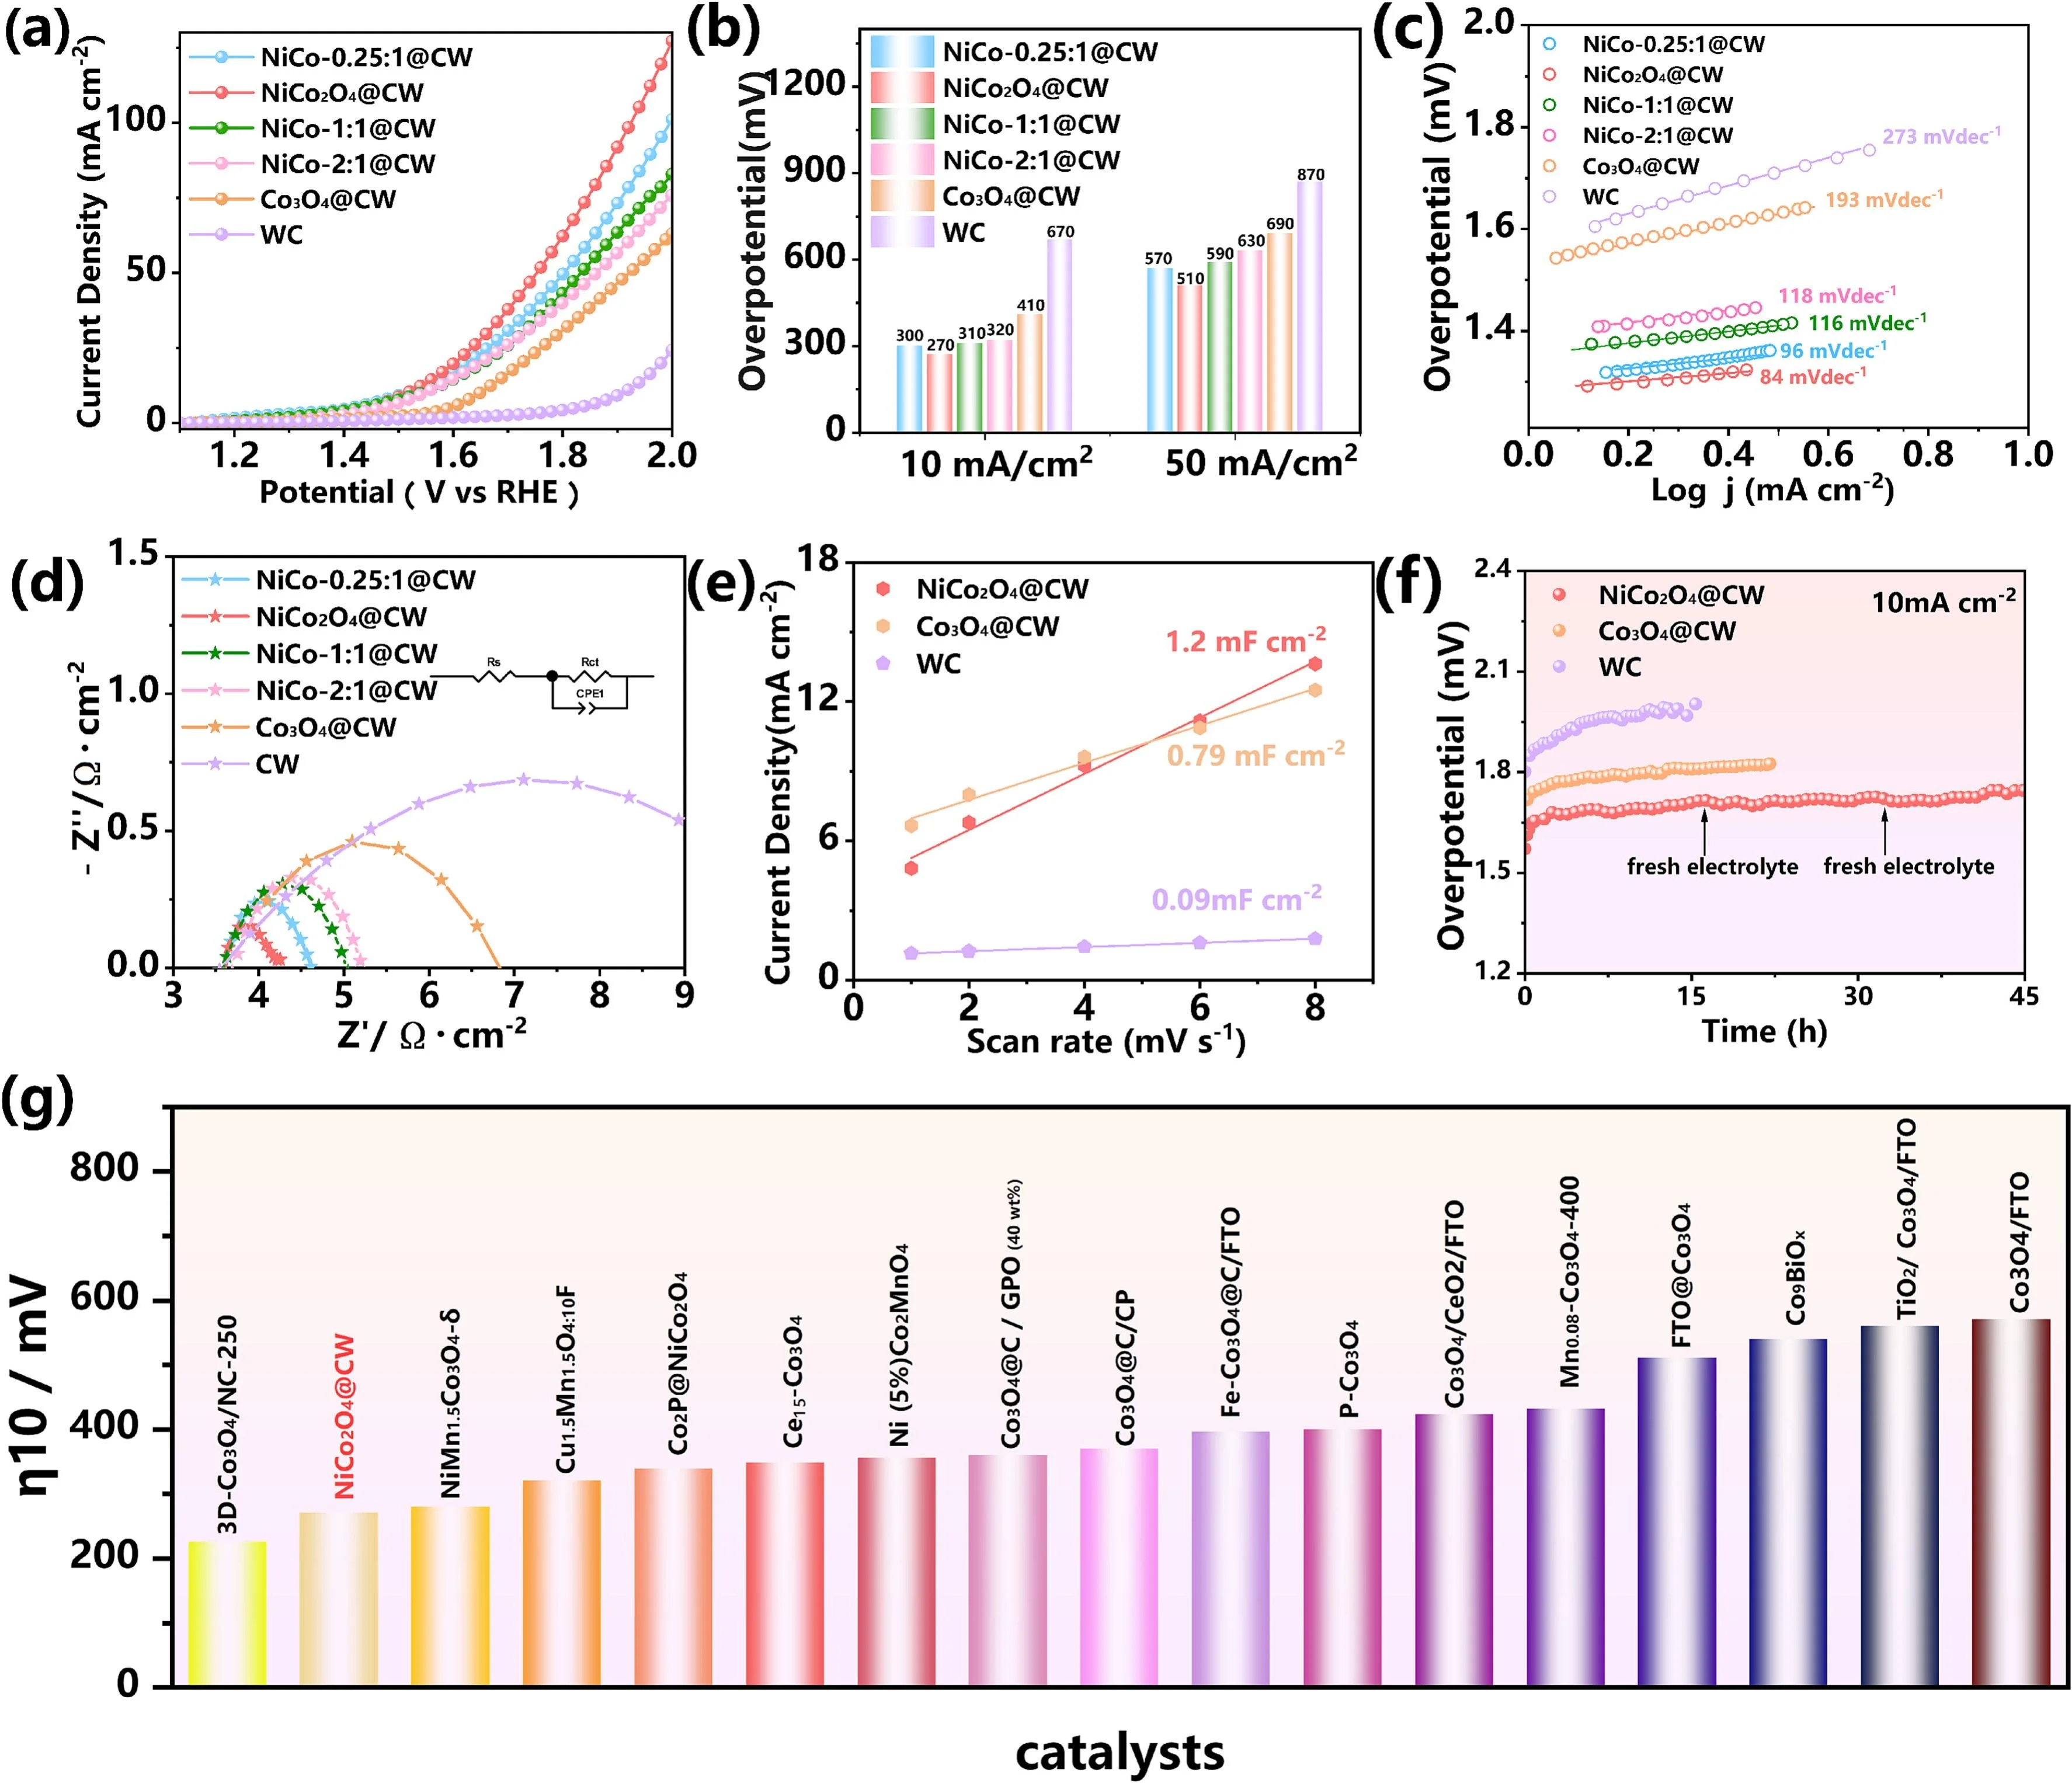 (a)
Current Density (mA cm-2)
100
50
0
NiCo-0.25:1@CW
NiCo2O4@CW
NiCo-1:1@CW
NiCo-2:1@CW
Co3O4@CW
WC
1.2 1.4 1.6 1.8 2.0
Potential ( V vs RHE )
(b)
Overpotential(mV)
1200
900
600
300
0
NiCo-0.25:1@CW
NiCo2O4@CW
NiCo-1:1@CW
NiCo-2:1@CW
Co3O4@CW
WC
300 270 310 320 410 670
570 510 590 630 690 870
10 mA/cm2 50 mA/cm2
(c)
Overpotential (mV)
2.0
1.8
1.6
1.4
NiCo-0.25:1@CW
NiCo2O4@CW
NiCo-1:1@CW
NiCo-2:1@CW
Co3O4@CW
WC
273 mVdec-1
193 mVdec-1
118 mVdec-1
116 mVdec-1
96 mVdec-1
84 mVdec-1
0.0 0.2 0.4 0.6 0.8 1.0
Log j (mA cm-2)
(d)
- Z''/Ω·cm-2
1.5
1.0
0.5
0.0
NiCo-0.25:1@CW
NiCo2O4@CW
NiCo-1:1@CW
NiCo-2:1@CW
Co3O4@CW
CW
Rs Rct
CPE1
3 4 5 6 7 8 9
Z'/ Ω·cm-2
(e)
Current Density(mA cm-2)
18
12
6
0
NiCo2O4@CW
Co3O4@CW
WC
1.2 mF cm-2
0.79 mF cm-2
0.09mF cm-2
0 2 4 6 8
Scan rate (mV s-1)
(f)
Overpotential (mV)
2.4
2.1
1.8
1.5
1.2
NiCo2O4@CW
Co3O4@CW
WC
10mA cm-2
fresh electrolyte fresh electrolyte
0 15 30 45
Time (h)
(g)
η10 / mV
800
600
400
200
0
3D-Co3O4/NC-250
NiCo2O4@CW
NiMn1.5Co3O4-δ
Cu1.5Mn1.5O4:10F
Co2P@NiCo2O4
Ce15-Co3O4
Ni (5%)Co2MnO4
Co3O4@C / GPO (40 wt%)
Co3O4@C/CP
Fe-Co3O4@C/FTO
P-Co3O4
Co3O4/CeO2/FTO
Mn0.08-Co3O4-400
FTO@Co3O4
Co9BiOx
TiO2/ Co3O4/FTO
Co3O4/FTO
catalysts